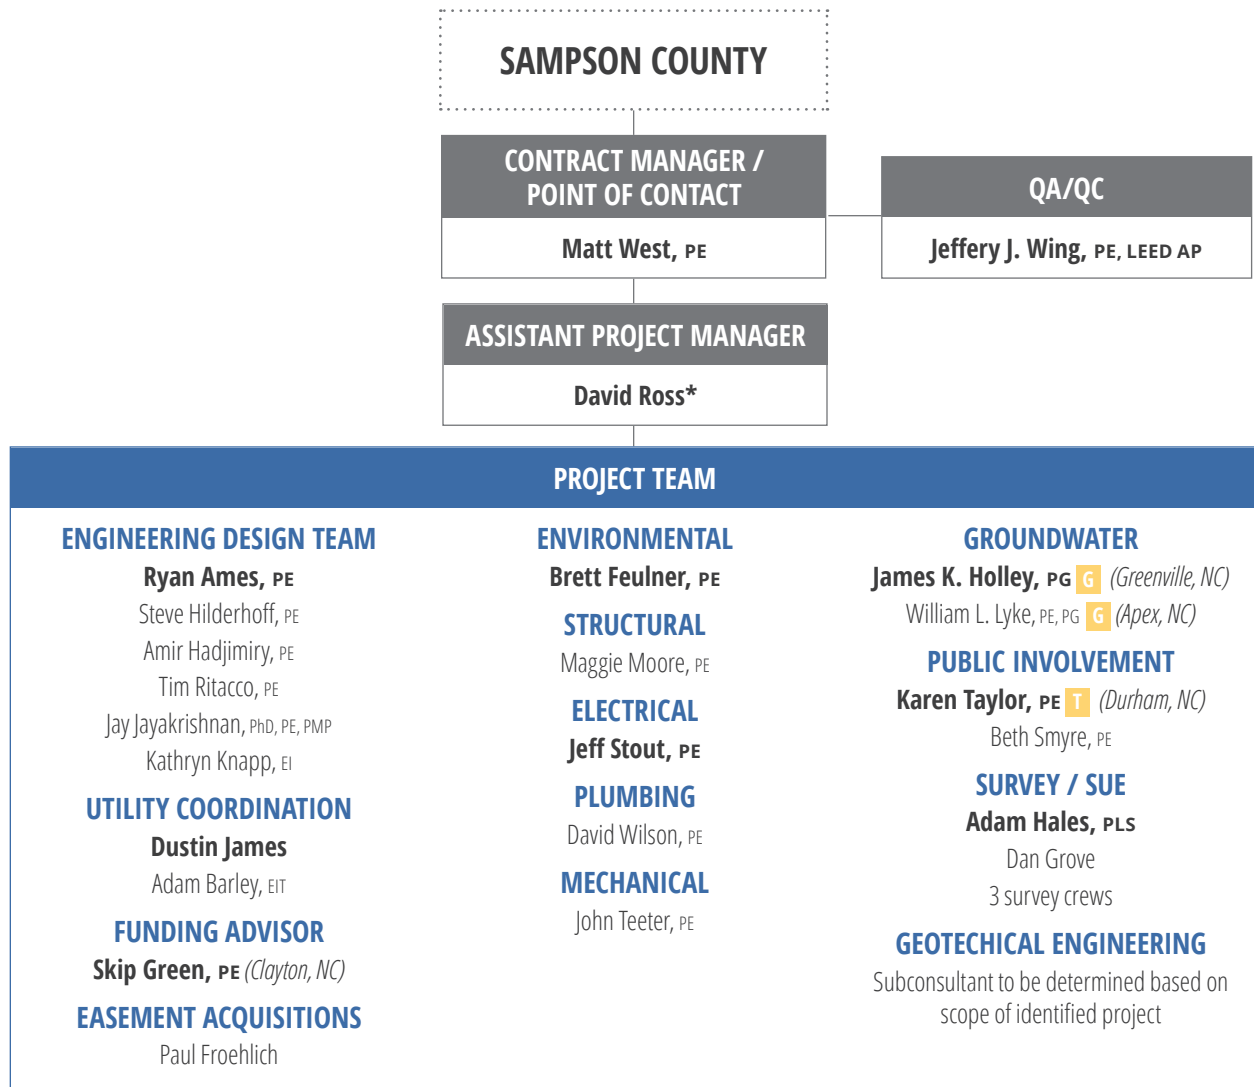 SAMPSON COUNTY
CONTRACT MANAGER /
POINT OF CONTACT
Matt West, PE
QA/QC
Jeffery J. Wing, PE, LEED AP
ASSISTANT PROJECT MANAGER
David Ross*
PROJECT TEAM
ENGINEERING DESIGN TEAM
Ryan Ames, PE
Steve Hilderhoff, PE
Amir Hadjimiry, PE
Tim Ritacco, PE
Jay Jayakrishnan, PhD, PE, PMP
Kathryn Knapp, EI
UTILITY COORDINATION
Dustin James
Adam Barley, EIT
FUNDING ADVISOR
Skip Green, PE (Clayton, NC)
EASEMENT ACQUISITIONS
Paul Froehlich
ENVIRONMENTAL
Brett Feulner, PE
STRUCTURAL
Maggie Moore, PE
ELECTRICAL
Jeff Stout, PE
PLUMBING
David Wilson, PE
MECHANICAL
John Teeter, PE
GROUNDWATER
James K. Holley, PG G (Greenville, NC)
William L. Lyke, PE, PG G (Apex, NC)
PUBLIC INVOLVEMENT
Karen Taylor, PE T (Durham, NC)
Beth Smyre, PE
SURVEY / SUE
Adam Hales, PLS
Dan Grove
3 survey crews
GEOTECHICAL ENGINEERING
Subconsultant to be determined based on
scope of identified project